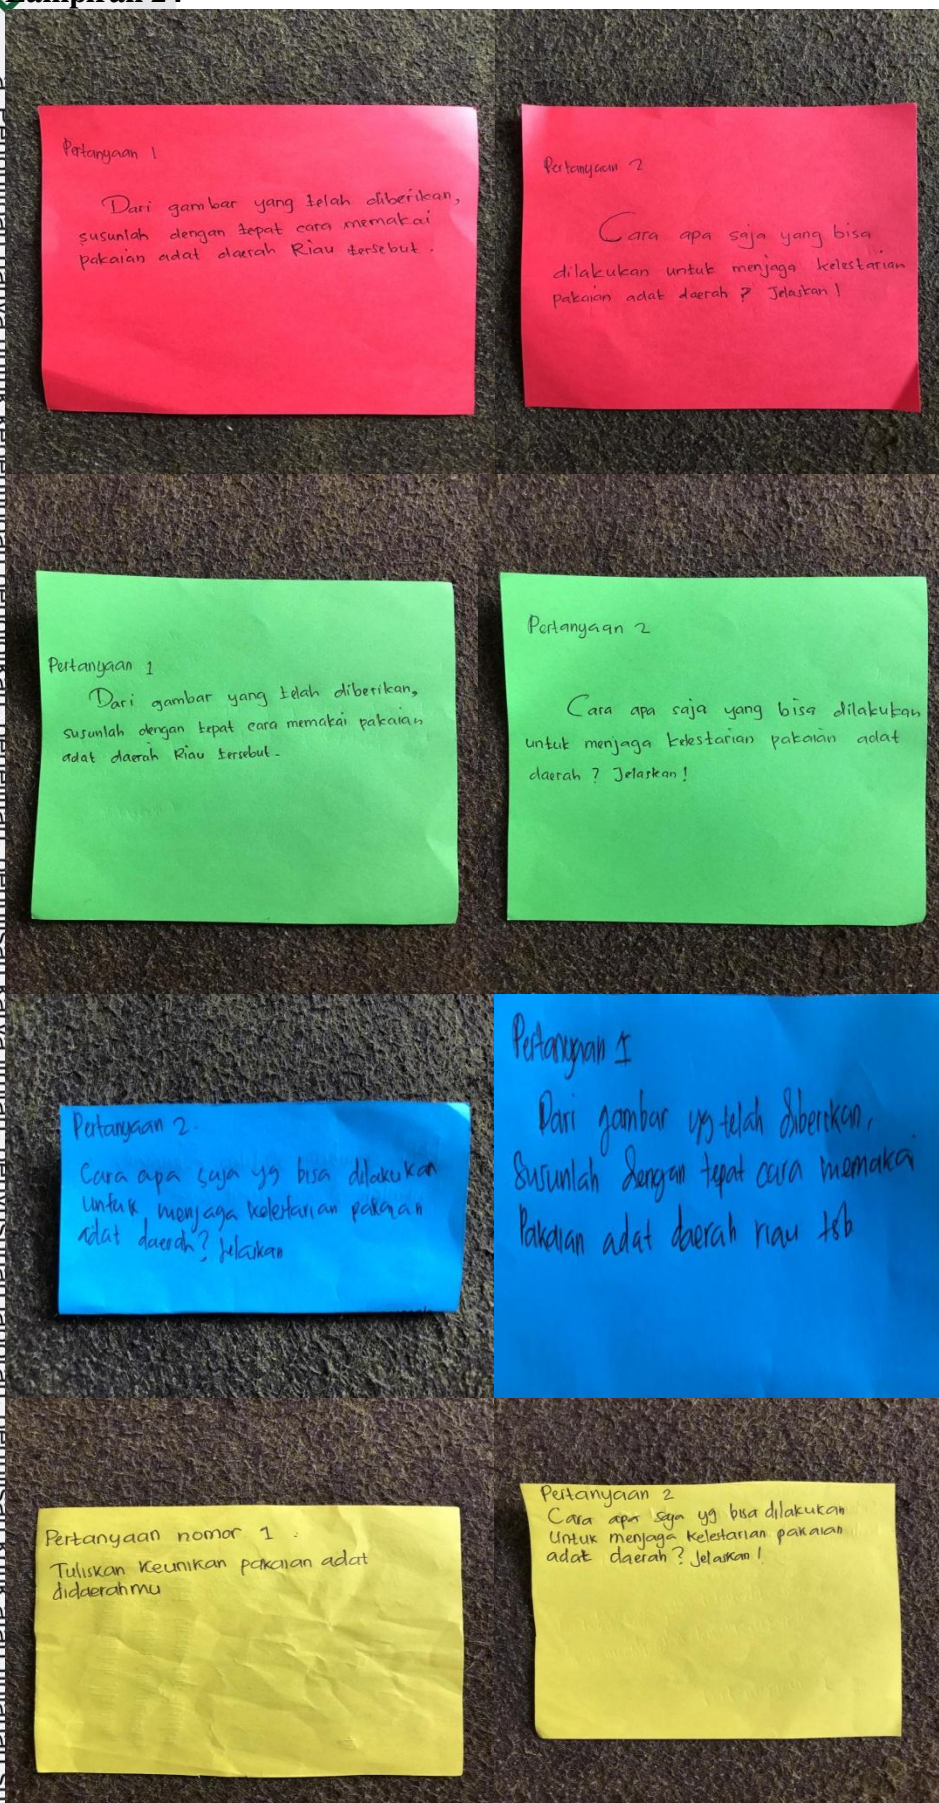 Pertanyaan 1
Dari gambar yang telah diberikan,
susunlah dengan tepat cara memakai
pakaian adat daerah Riau tersebut.
Pertanyaan 2
Cara apa saja yang bisa
dilakukan untuk menjaga kelestarian
pakaian adat daerah ? Jelaskan !
Pertanyaan 1
Dari gambar yang telah diberikan,
susunlah dengan tepat cara memakai pakaian
adat daerah Riau tersebut.
Pertanyaan 2
Cara apa saja yang bisa dilakukan
untuk menjaga kelestarian pakaian adat
daerah ? Jelaskan !
Pertanyaan 2.
Cara apa saja yg bisa dilakukan
Untuk menjaga kelestarian pakaian
adat daerah? Jelaskan
Pertanyaan 1
Dari gambar yg telah diberikan,
Susunlah dengan tepat cara memakai
Pakaian adat daerah riau tsb
Pertanyaan nomor 1.
Tuliskan Keunikan pakaian adat
didaerahmu
Pertanyaan 2
Cara apa saja yg bisa dilakukan
Untuk menjaga kelestarian pakaian
adat daerah? Jelaskan !